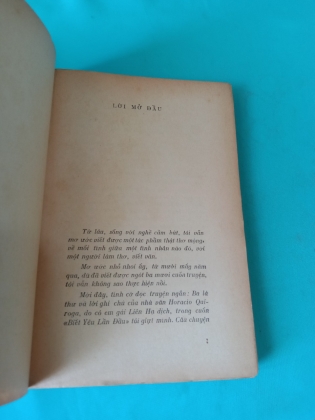 LỜI MỞ ĐẦU
Từ lâu, sống với nghề cầm bút, tôi vẫn
mơ ước viết được một tác phẩm thật thơ mộng
về mối tình giữa một tình nhân nào đó, với
một người làm thơ, viết văn.
Mơ ước nhỏ nhoi ấy, từ mười mấy năm
qua, dù đã viết được ngót ba mươi cuốn truyện,
tôi vẫn không sao thực hiện nổi.
Mới đây, tình cờ đọc truyện ngắn: Ba lá
thư và lời ghi chú của nhà văn Horacio Qui-
roga, do cô em gái Liên Hà dịch, trong cuốn
«Biết Yêu Lần Đầu» tôi giật mình. Câu chuyện
7